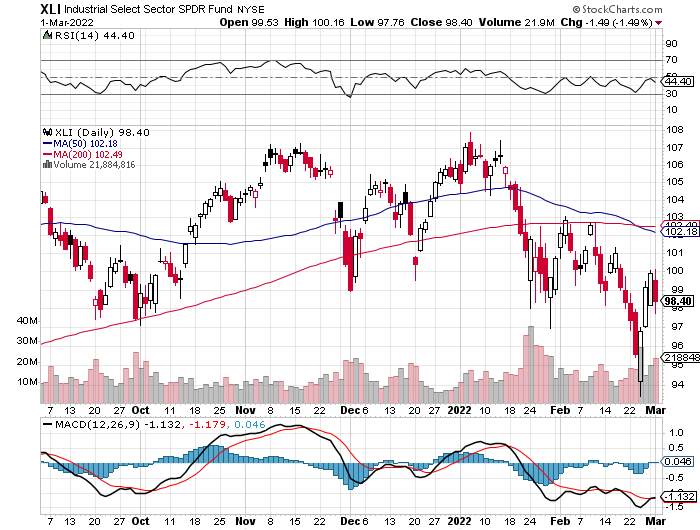 XLI Industrial Select Sector SPDR Fund NYSE
© StockCharts.com
1-Mar-2022
Open 99.53 High 100.16 Low 97.76 Close 98.40 Volume 21.9M Chg -1.49 (-1.49%)
RSI(14) 44.40
90
70
50
44.40
30
10
XLI (Daily) 98.40
MA(50) 102.18
MA(200) 102.49
Volume 21,884,816
108
107
106
105
104
103
102.49
102.18
101
100
99
98.40
97
96
95
94
40M
30M
20M
10M
218848
7 13 20 27 Oct 11 18 25 Nov 8 15 22 Dec 6 13 20 27 2022 10 18 24 Feb 7 14 22 Mar
MACD(12,26,9) -1.132, -1.179, 0.046
1.0
0.5
0.046
-0.5
-1.132
-1.5
7 13 20 27 Oct 11 18 25 Nov 8 15 22 Dec 6 13 20 27 2022 10 18 24 Feb 7 14 22 Mar